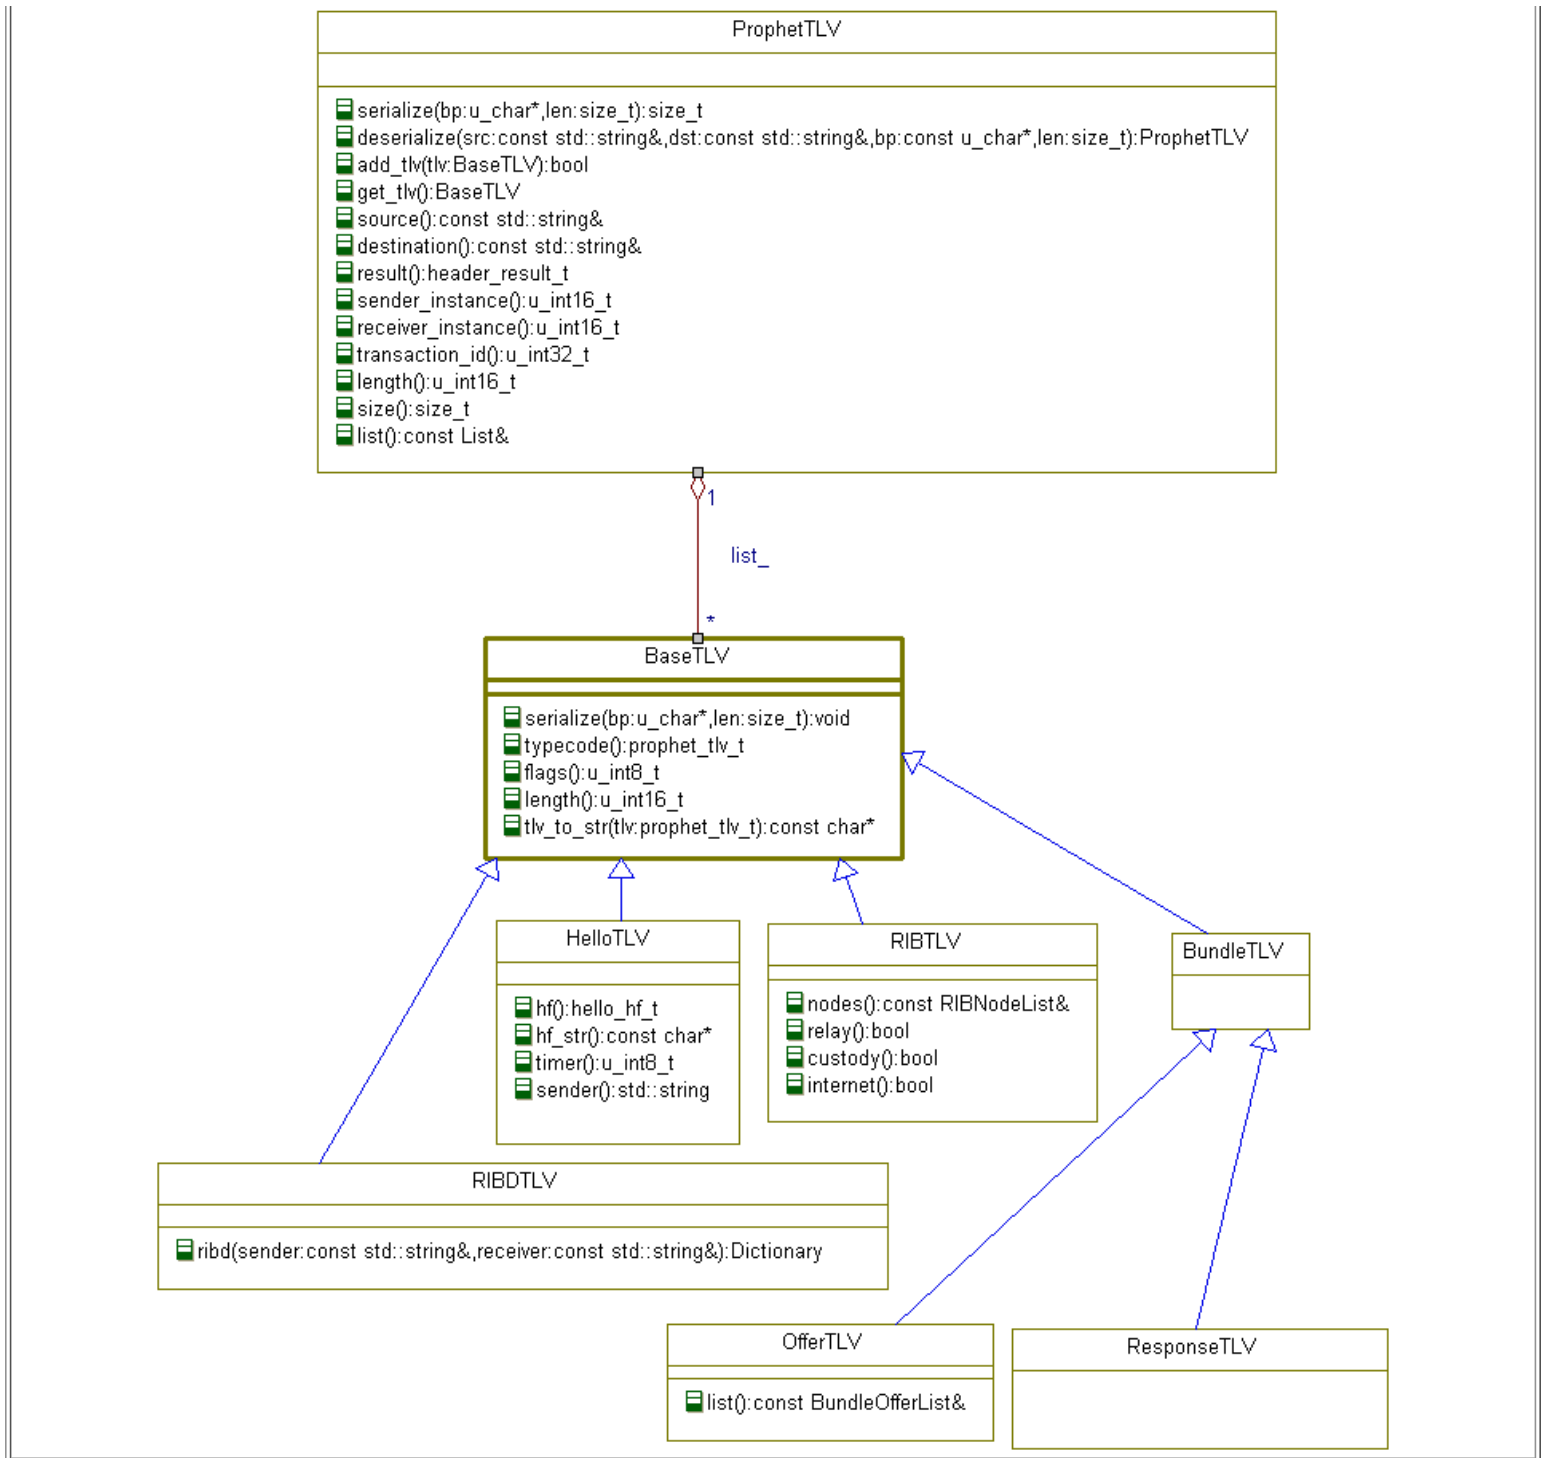 ProphetTLV
serialize(bp:u_char*,len:size_t):size_t
deserialize(src:const std::string&,dst:const std::string&,bp:const u_char*,len:size_t):ProphetTLV
add_tlv(tlv:BaseTLV):bool
get_tlv():BaseTLV
source():const std::string&
destination():const std::string&
result():header_result_t
sender_instance():u_int16_t
receiver_instance():u_int16_t
transaction_id():u_int32_t
length():u_int16_t
size():size_t
list():const List&
1
list_
*
BaseTLV
serialize(bp:u_char*,len:size_t):void
typecode():prophet_tlv_t
flags():u_int8_t
length():u_int16_t
tlv_to_str(tlv:prophet_tlv_t):const char*
HelloTLV
hf():hello_hf_t
hf_str():const char*
timer():u_int8_t
sender():std::string
RIBTLV
nodes():const RIBNodeList&
relay():bool
custody():bool
internet():bool
BundleTLV
RIBDTLV
ribd(sender:const std::string&,receiver:const std::string&):Dictionary
OfferTLV
list():const BundleOfferList&
ResponseTLV